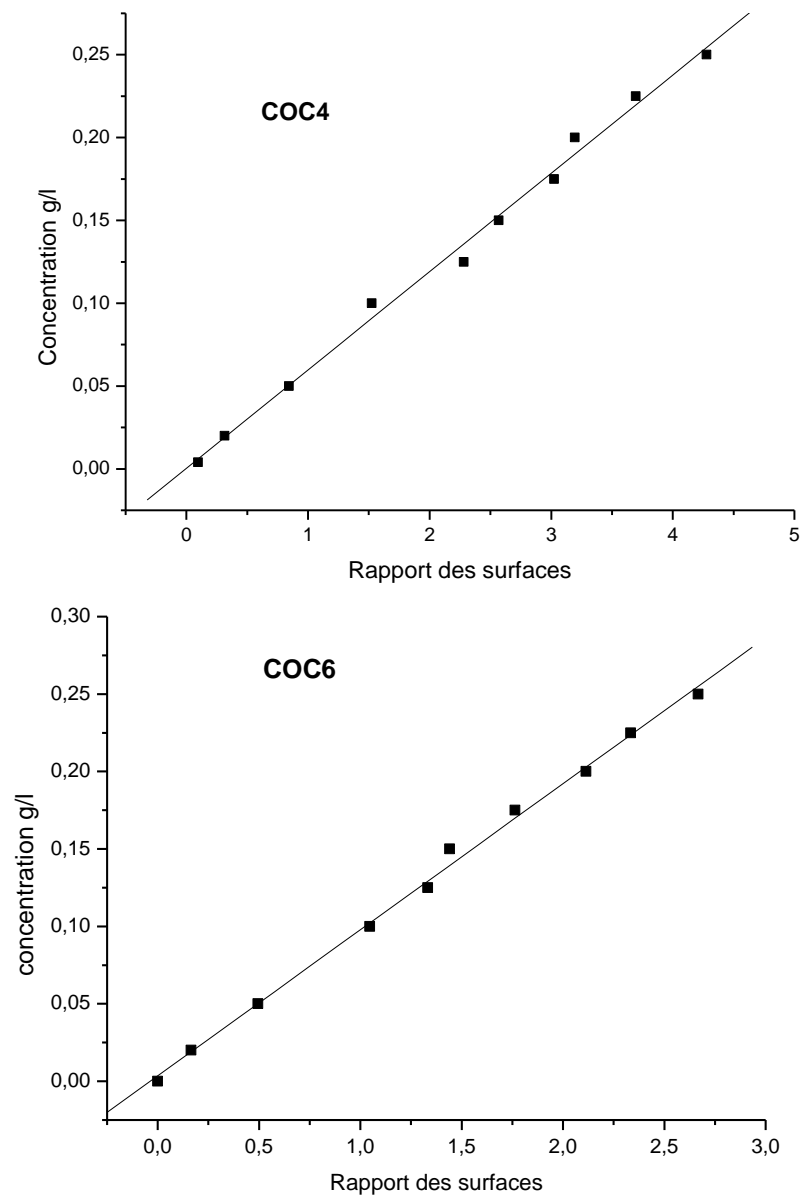 COC4
Concentration g/l
0,25
0,20
0,15
0,10
0,05
0,00
0 1 2 3 4 5
Rapport des surfaces
COC6
concentration g/l
0,30
0,25
0,20
0,15
0,10
0,05
0,00
0,0 0,5 1,0 1,5 2,0 2,5 3,0
Rapport des surfaces